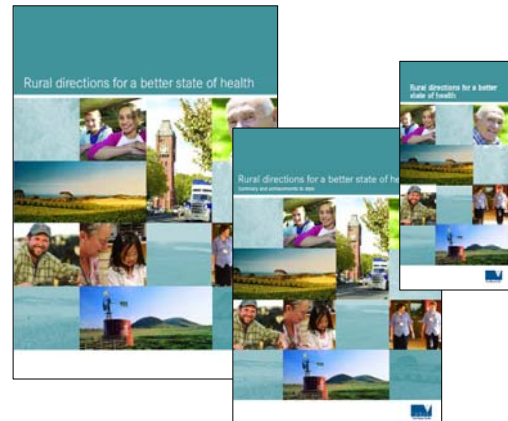 Rural directions for a better state of health
Rural directions for a better state of he
Summary and achievements to date
Rural directions for a better
state of health